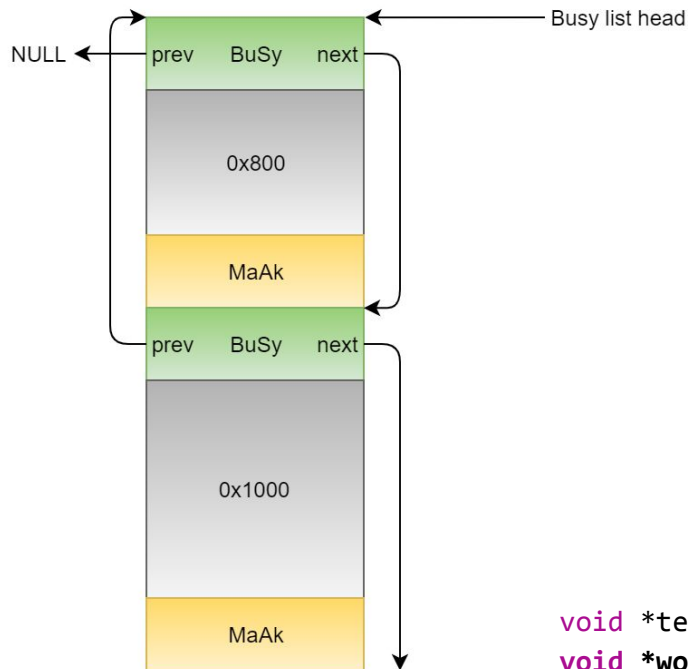 Busy list head
NULL prev BuSy next
0x800
MaAk
prev BuSy next
0x1000
void *te
MaAk
void *wo